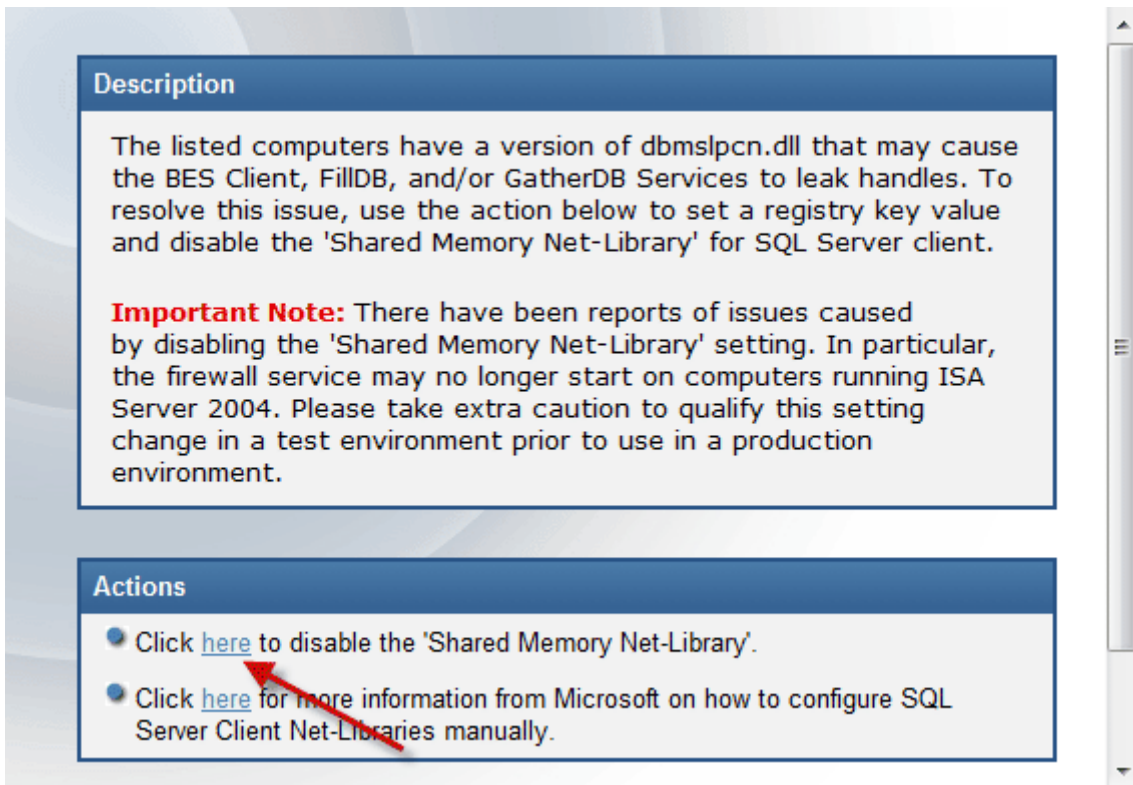 Description
The listed computers have a version of dbmslpcn.dll that may cause
the BES Client, FillDB, and/or GatherDB Services to leak handles. To
resolve this issue, use the action below to set a registry key value
and disable the 'Shared Memory Net-Library' for SQL Server client.
Important Note: There have been reports of issues caused
by disabling the 'Shared Memory Net-Library' setting. In particular,
the firewall service may no longer start on computers running ISA
Server 2004. Please take extra caution to qualify this setting
change in a test environment prior to use in a production
environment.
Actions
Click here to disable the 'Shared Memory Net-Library'.
Click here for more information from Microsoft on how to configure SQL
Server Client Net-Libraries manually.